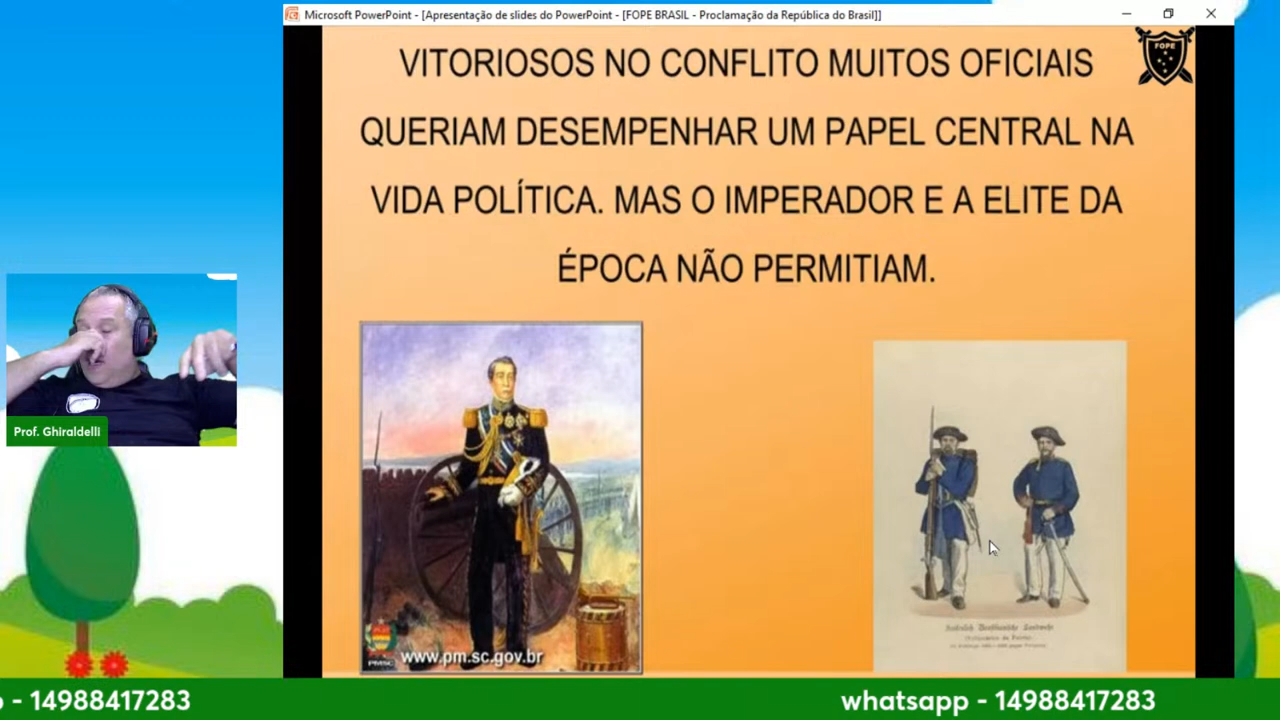 Microsoft PowerPoint - [Apresentação de slides do PowerPoint - [FOPE BRASIL - Proclamação da República do Brasil]]
FOPE
VITORIOSOS NO CONFLITO MUITOS OFICIAIS
QUERIAM DESEMPENHAR UM PAPEL CENTRAL NA
VIDA POLÍTICA. MAS O IMPERADOR E A ELITE DA
ÉPOCA NÃO PERMITIAM.
Prof. Ghiraldelli
PMSC
www.pm.sc.gov.br
- 14988417283
whatsapp - 14988417283